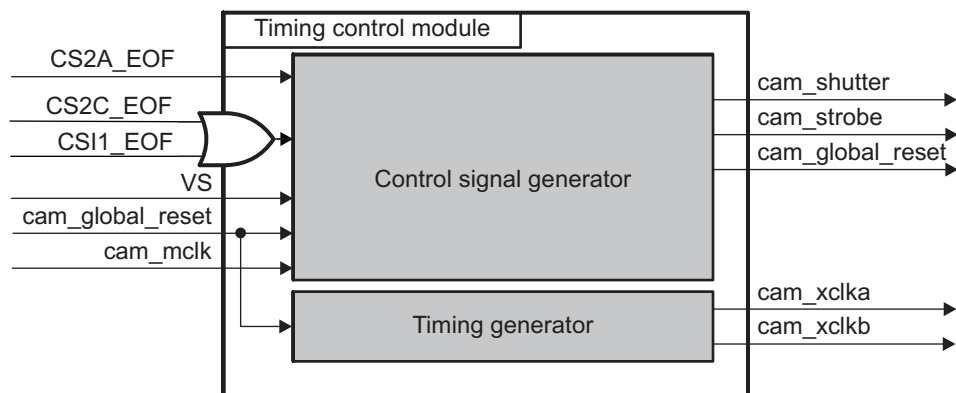 Timing control module
CS2A_EOF
CS2C_EOF
CSI1_EOF
VS
cam_global_reset
cam_mclk
Control signal generator
Timing generator
cam_shutter
cam_strobe
cam_global_reset
cam_xclka
cam_xclkb